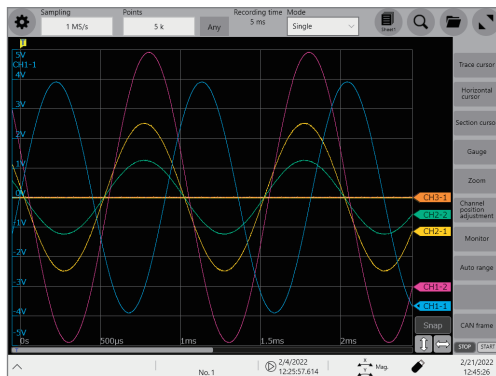 Sampling
1 MS/s
Points
5 k
Any
Recording time
5 ms
Mode
Single
Sheet1
T
5V
CH1-1
4V
3V
2V
1V
0V
-1V
-2V
-3V
-4V
-5V
0s
500µs
1ms
1.5ms
2ms
CH3-1
CH2-2
CH2-1
CH1-2
CH1-1
Trace cursor
Horizontal
cursor
Section curso
Gauge
Zoom
Channel
position
adjustment
Monitor
Auto range
Snap
CAN frame
STOP
START
No. 1
2/4/2022
12:25:57.614
X
Y
Mag.
2/21/2022
12:45:26